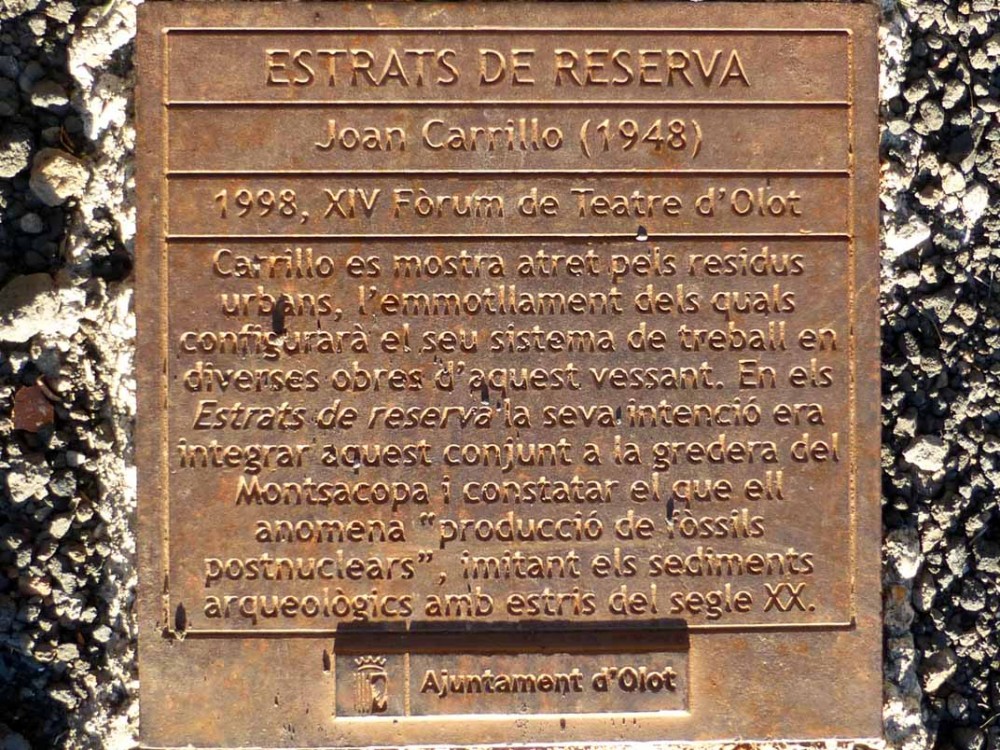 ESTRATS DE RESERVA
Joan Carrillo (1948)
1998, XIV Fòrum de Teatre d'Olot
Carrillo es mostra atret pels residus
urbans, l'emmotllament dels quals
configurarà el seu sistema de treball en
diverses obres d'aquest vessant. En els
Estrats de reserva la seva intenció era
integrar aquest conjunt a la gredera del
Montsacopa i constatar el que ell
anomena "producció de fòssils
postnuclears", imitant els sediments
arqueològics amb estris del segle XX.
Ajuntament d'Olot